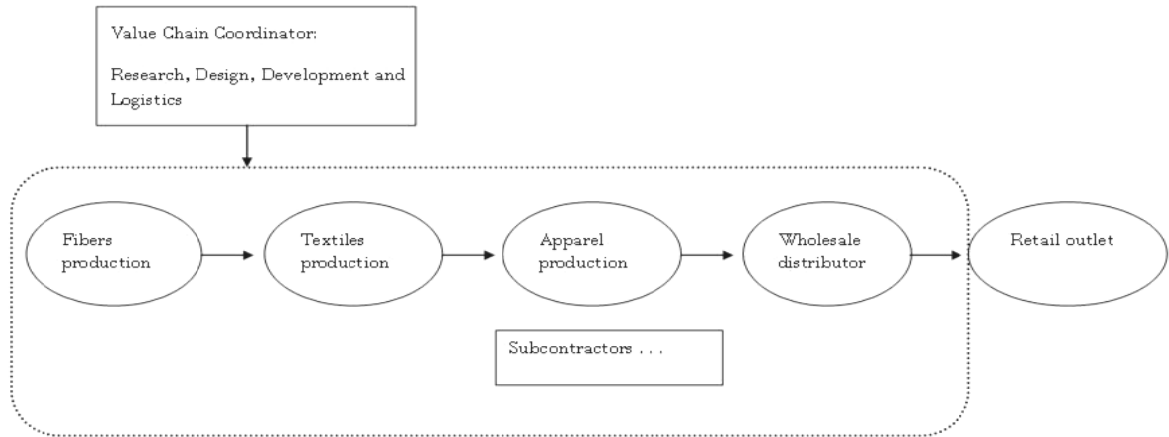 Value Chain Coordinator:
Research, Design, Development and
Logistics
Fibers
production
Textiles
production
Apparel
production
Wholesale
distributor
Retail outlet
Subcontractors . . .